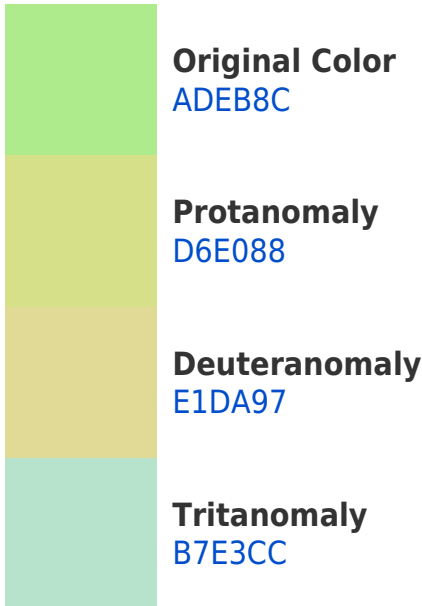 Original Color
ADEB8C
Protanomaly
D6E088
Deuteranomaly
E1DA97
Tritanomaly
B7E3CC